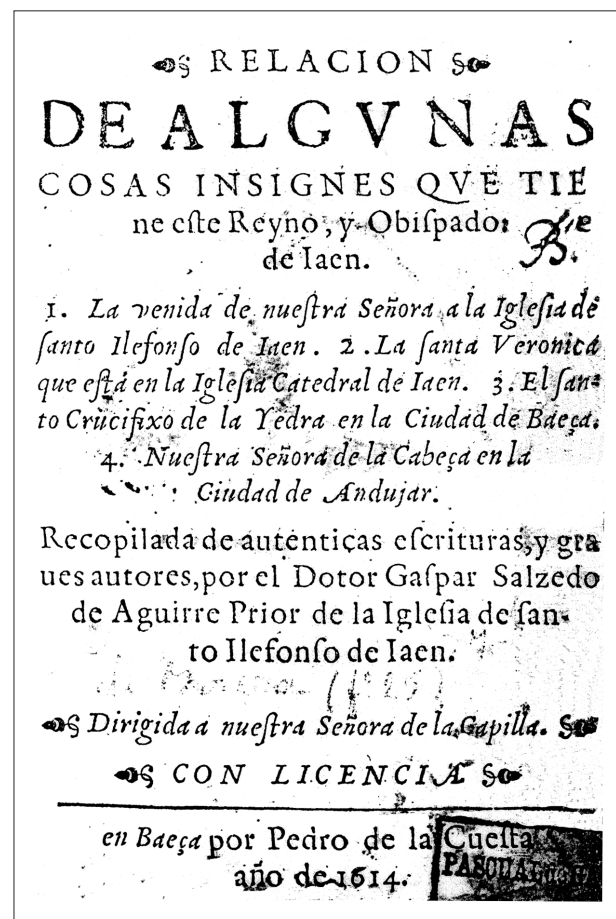 RELACION
DE ALGVNAS
COSAS INSIGNES QVE TIE
ne eſte Reyno, y Obiſpado
de Iaen.
1. La venida de nueſtra Señora a la Igleſia de
ſanto Ilefonſo de Iaen. 2. La ſanta Veronica
que eſtá en la Igleſia Catedral de Iaen. 3. El ſan-
to Crucifixo de la Yedra en la Ciudad de Baeça.
4. Nueſtra Señora de la Cabeça en la
Ciudad de Andujar.
Recopilada de autenticas eſcrituras, y gra
ues autores, por el Dotor Gaſpar Salzedo
de Aguirre Prior de la Igleſia de ſan-
to Ilefonſo de Iaen.
Dirigida a nueſtra Señora de la Capilla.
CON LICENCIA
en Baeça por Pedro de la Cueſta
año de 1614.